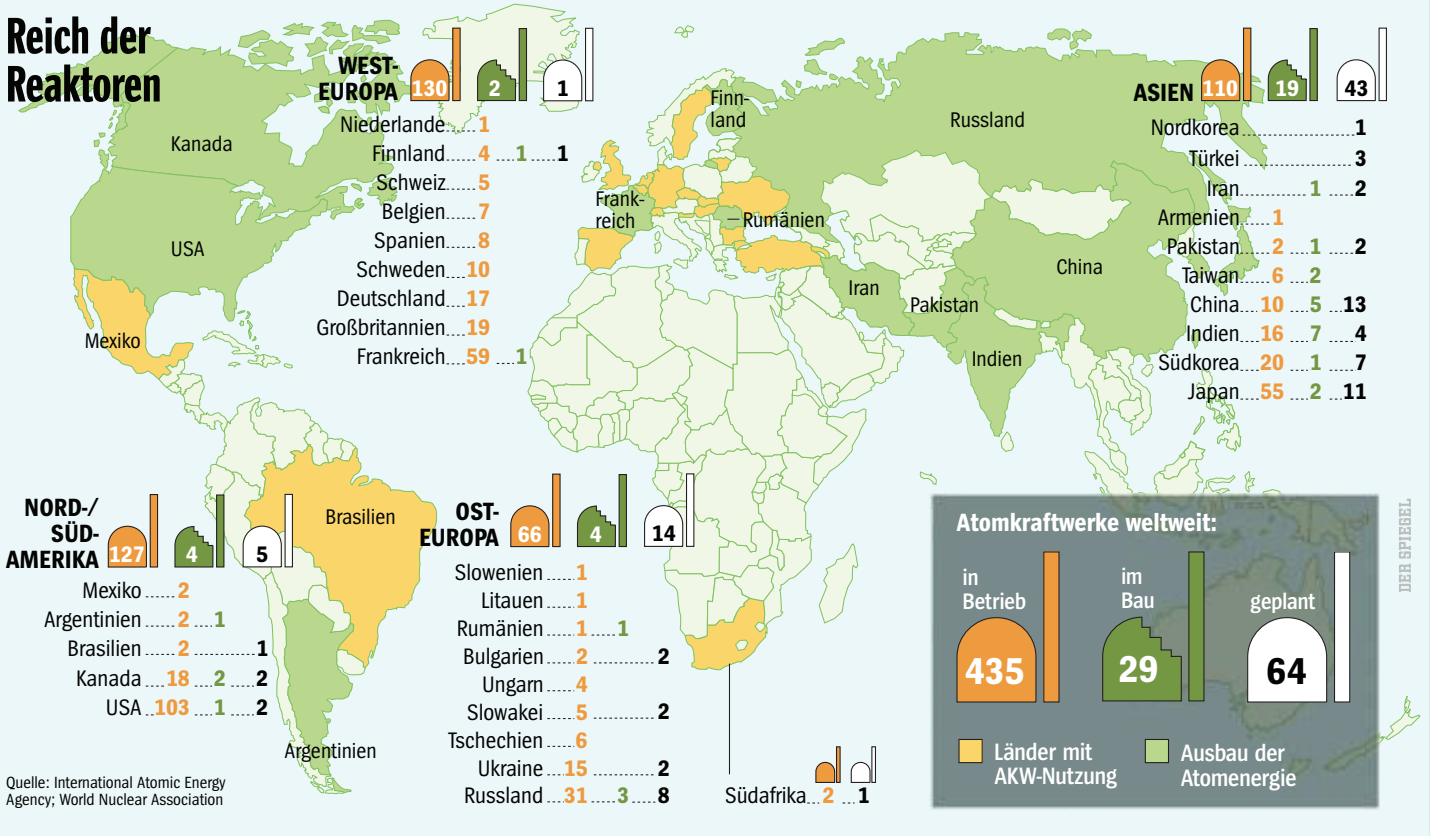 Reich der
Reaktoren
WEST-
EUROPA 130 2 1
Niederlande 1
Finnland 4 1 1
Schweiz 5
Belgien 7
Spanien 8
Schweden 10
Deutschland 17
Großbritannien 19
Frankreich 59 1
ASIEN 110 19 43
Nordkorea 1
Türkei 3
Iran 1 2
Armenien 1
Pakistan 2 1 2
Taiwan 6 2
China 10 5 13
Indien 16 7 4
Südkorea 20 1 7
Japan 55 2 11
Kanada
USA
Mexiko
Brasilien
Argentinien
Finn-
land
Frank-
reich
Rumänien
Russland
China
Iran
Pakistan
Indien
NORD-/
SÜD-
AMERIKA 127 4 5
Mexiko 2
Argentinien 2 1
Brasilien 2 1
Kanada 18 2 2
USA 103 1 2
OST-
EUROPA 66 4 14
Slowenien 1
Litauen 1
Rumänien 1 1
Bulgarien 2 2
Ungarn 4
Slowakei 5 2
Tschechien 6
Ukraine 15 2
Russland 31 3 8
Südafrika 2 1
Atomkraftwerke weltweit:
in
Betrieb
im
Bau
geplant
435 29 64
Länder mit
AKW-Nutzung
Ausbau der
Atomenergie
DER SPIEGEL
Quelle: International Atomic Energy
Agency; World Nuclear Association